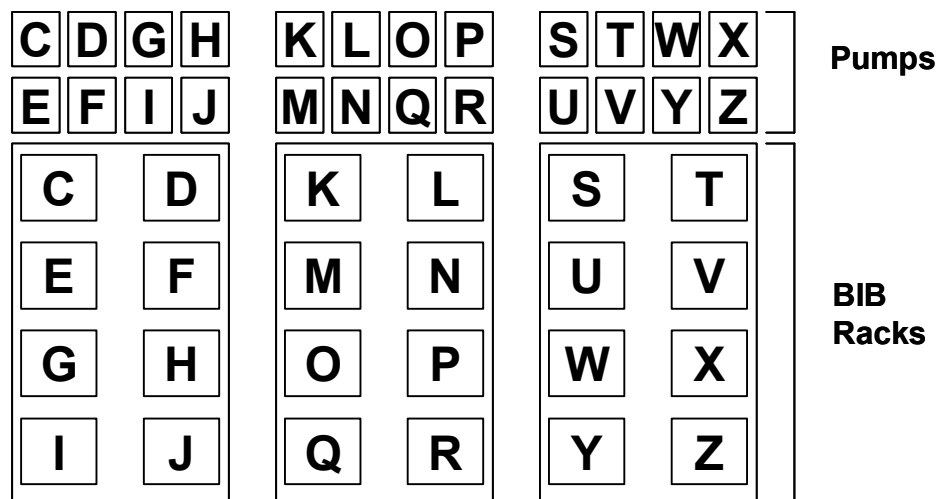 C D G H K L O P S T W X
Pumps
E F I J M N Q R U V Y Z
C D K L S T
E F M N U V
BIB
Racks
G H O P W X
I J Q R Y Z